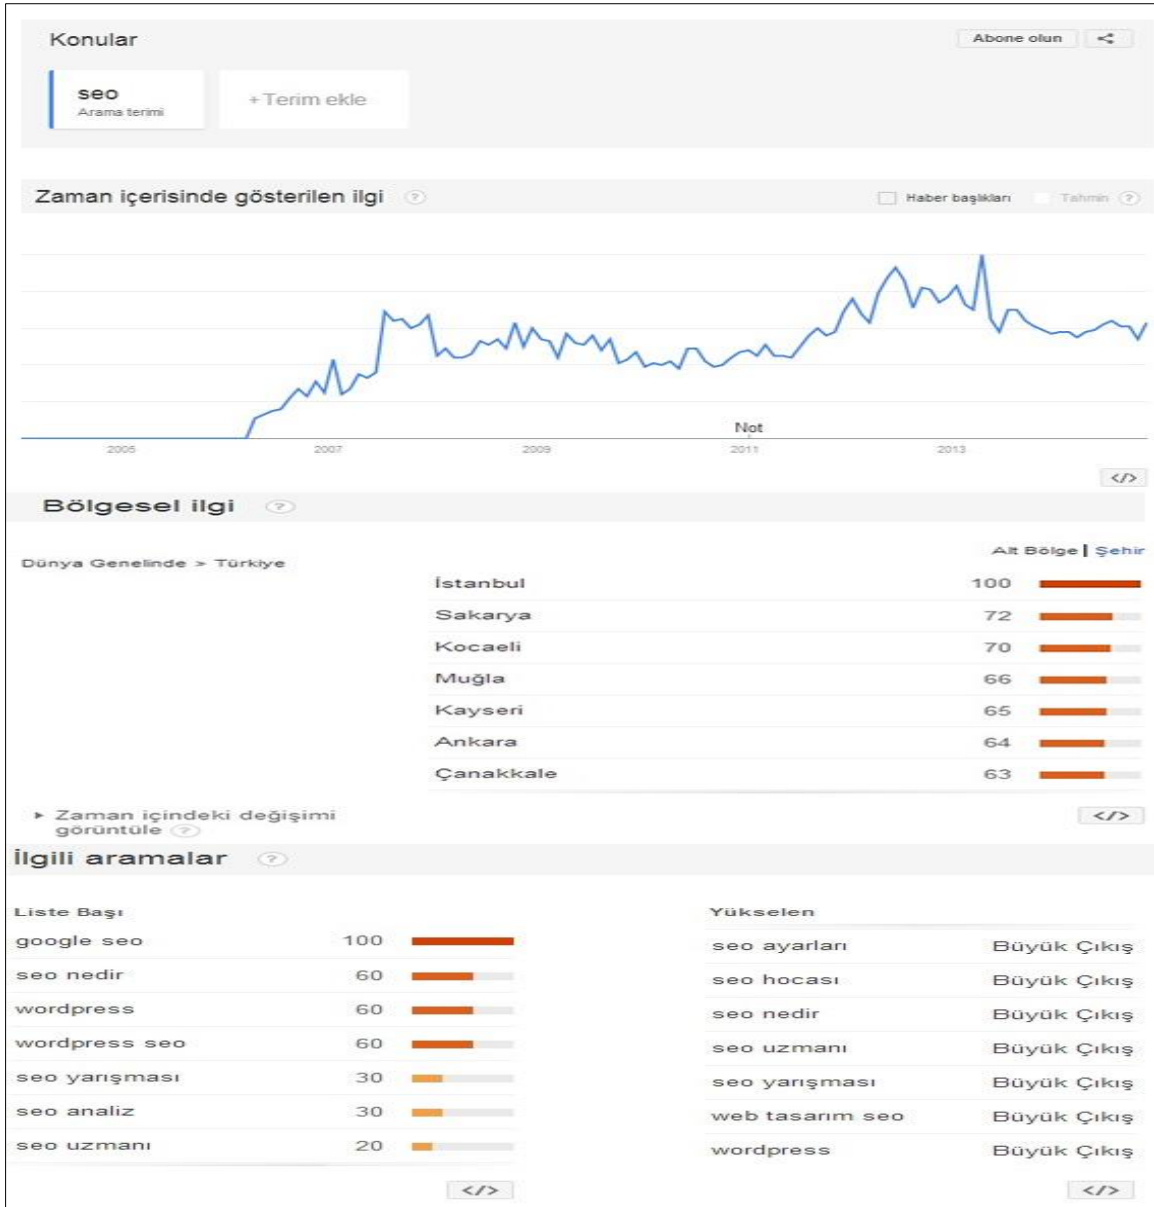 Konular
Abone olun
seo
Arama terimi
+Terim ekle
Zaman içerisinde gösterilen ilgi ?
Haber başlıkları
Tahmin ?
Not
2005 2007 2009 2011 2013
</>
Bölgesel ilgi ?
Alt Bölge | Şehir
Dünya Genelinde > Türkiye
İstanbul 100
Sakarya 72
Kocaeli 70
Muğla 66
Kayseri 65
Ankara 64
Çanakkale 63
Zaman içindeki değişimi
görüntüle ?
</>
İlgili aramalar ?
Liste Başı
google seo 100
seo nedir 60
wordpress 60
wordpress seo 60
seo yarışması 30
seo analiz 30
seo uzmanı 20
</>
Yükselen
seo ayarları Büyük Çıkış
seo hocası Büyük Çıkış
seo nedir Büyük Çıkış
seo uzmanı Büyük Çıkış
seo yarışması Büyük Çıkış
web tasarım seo Büyük Çıkış
wordpress Büyük Çıkış
</>